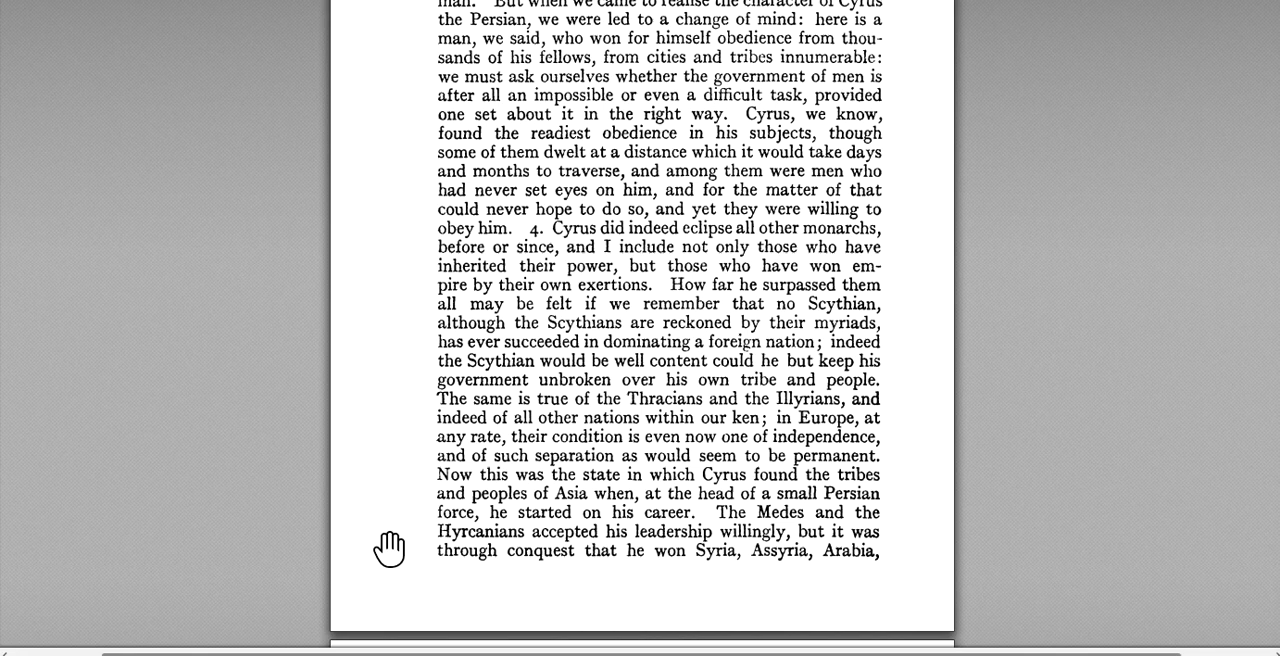 man. But when we came to realise the character of Cyrus
the Persian, we were led to a change of mind: here is a
man, we said, who won for himself obedience from thou-
sands of his fellows, from cities and tribes innumerable:
we must ask ourselves whether the government of men is
after all an impossible or even a difficult task, provided
one set about it in the right way. Cyrus, we know,
found the readiest obedience in his subjects, though
some of them dwelt at a distance which it would take days
and months to traverse, and among them were men who
had never set eyes on him, and for the matter of that
could never hope to do so, and yet they were willing to
obey him. 4. Cyrus did indeed eclipse all other monarchs,
before or since, and I include not only those who have
inherited their power, but those who have won em-
pire by their own exertions. How far he surpassed them
all may be felt if we remember that no Scythian,
although the Scythians are reckoned by their myriads,
has ever succeeded in dominating a foreign nation; indeed
the Scythian would be well content could he but keep his
government unbroken over his own tribe and people.
The same is true of the Thracians and the Illyrians, and
indeed of all other nations within our ken; in Europe, at
any rate, their condition is even now one of independence,
and of such separation as would seem to be permanent.
Now this was the state in which Cyrus found the tribes
and peoples of Asia when, at the head of a small Persian
force, he started on his career. The Medes and the
Hyrcanians accepted his leadership willingly, but it was
through conquest that he won Syria, Assyria, Arabia,